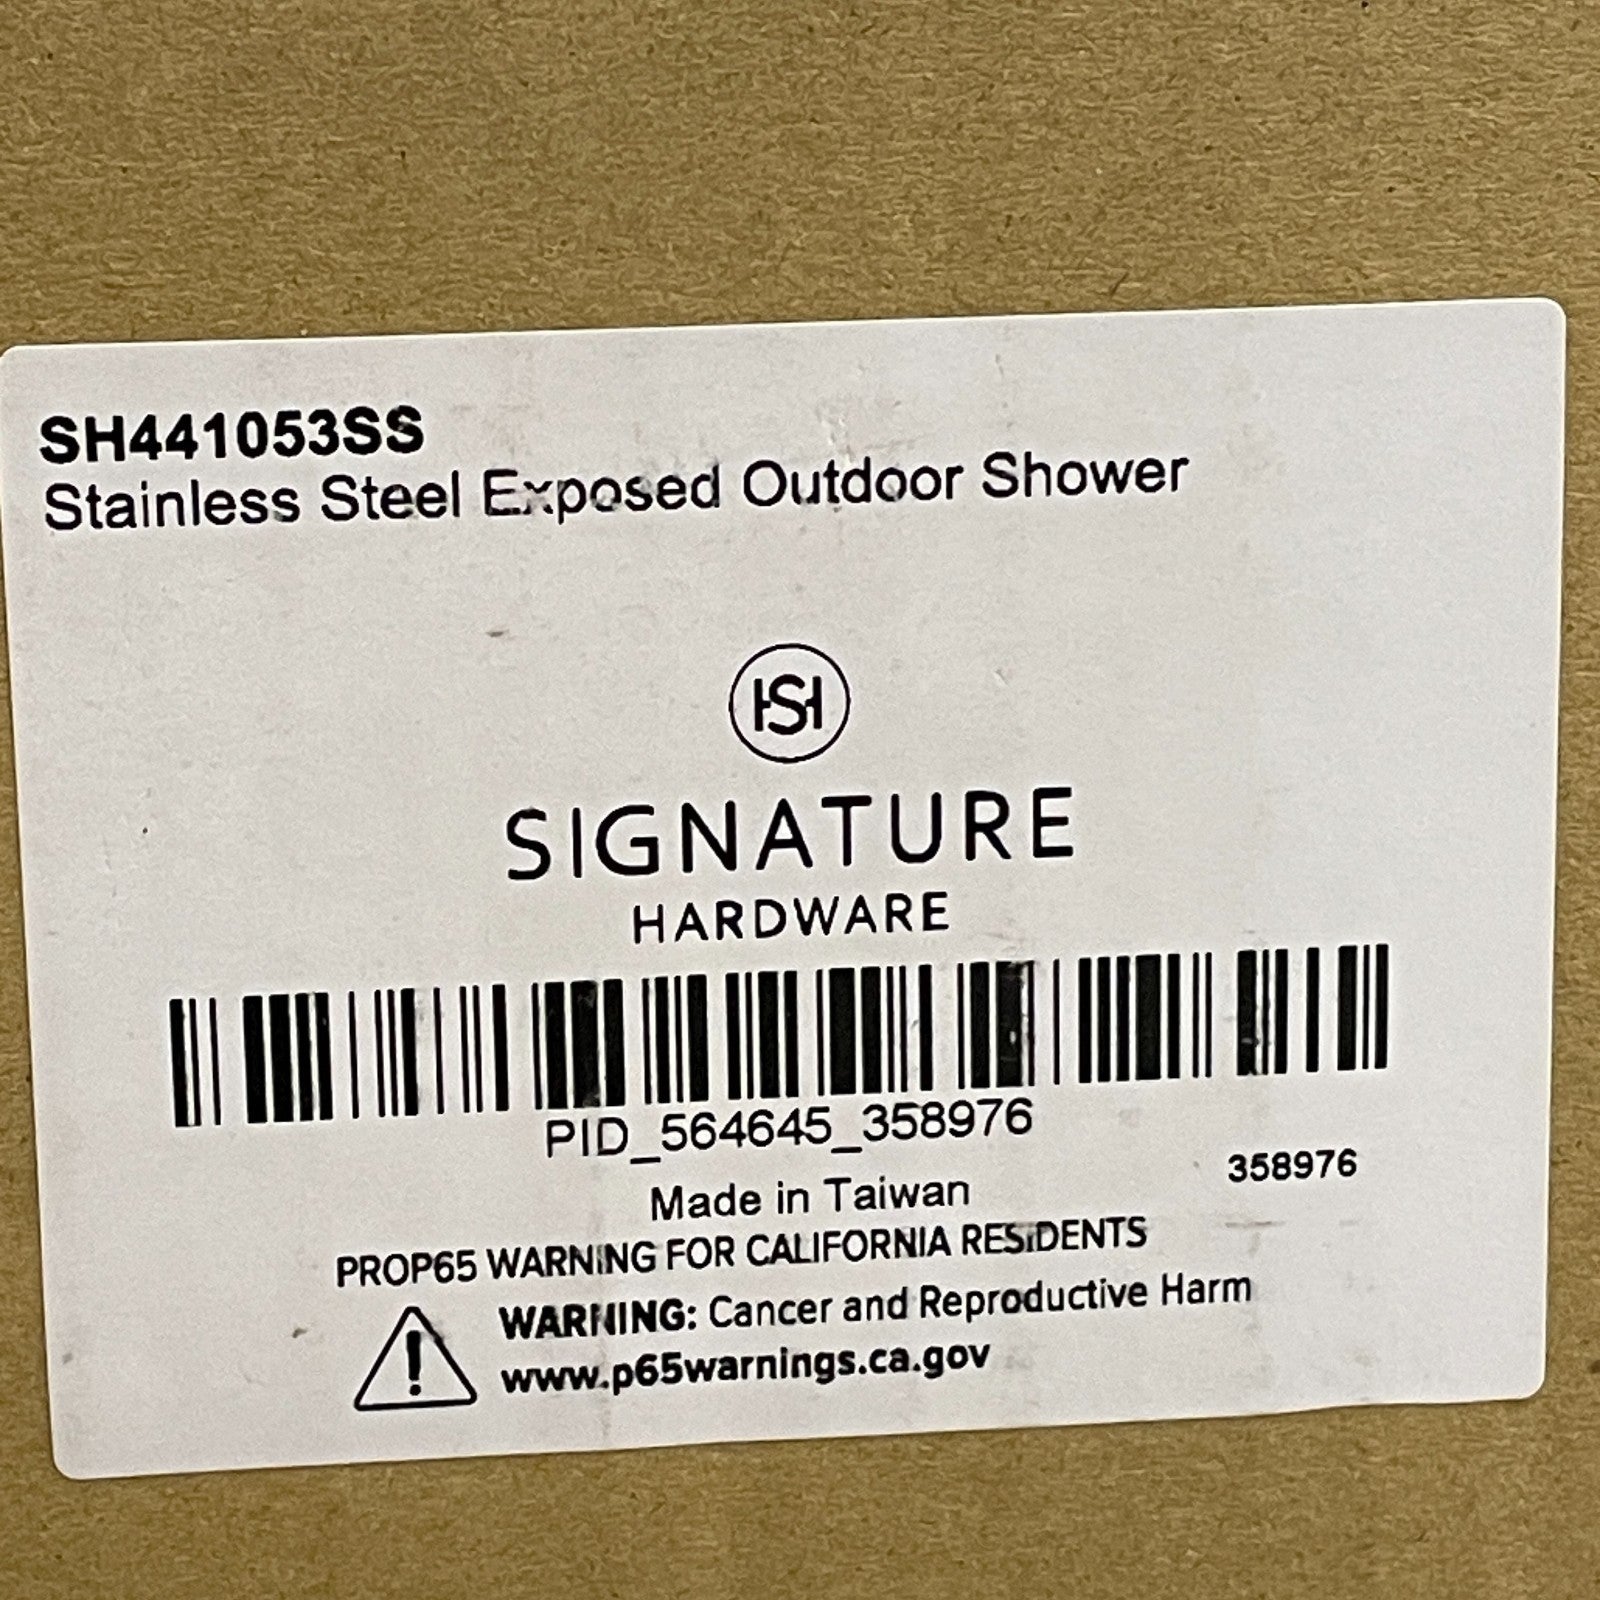 SH441053SS
Stainless Steel Exposed Outdoor Shower
HSH
SIGNATURE
HARDWARE
PID_564645_358976
358976
Made in Taiwan
PROP65 WARNING FOR CALIFORNIA RESIDENTS
WARNING: Cancer and Reproductive Harm
www.p65warnings.ca.gov